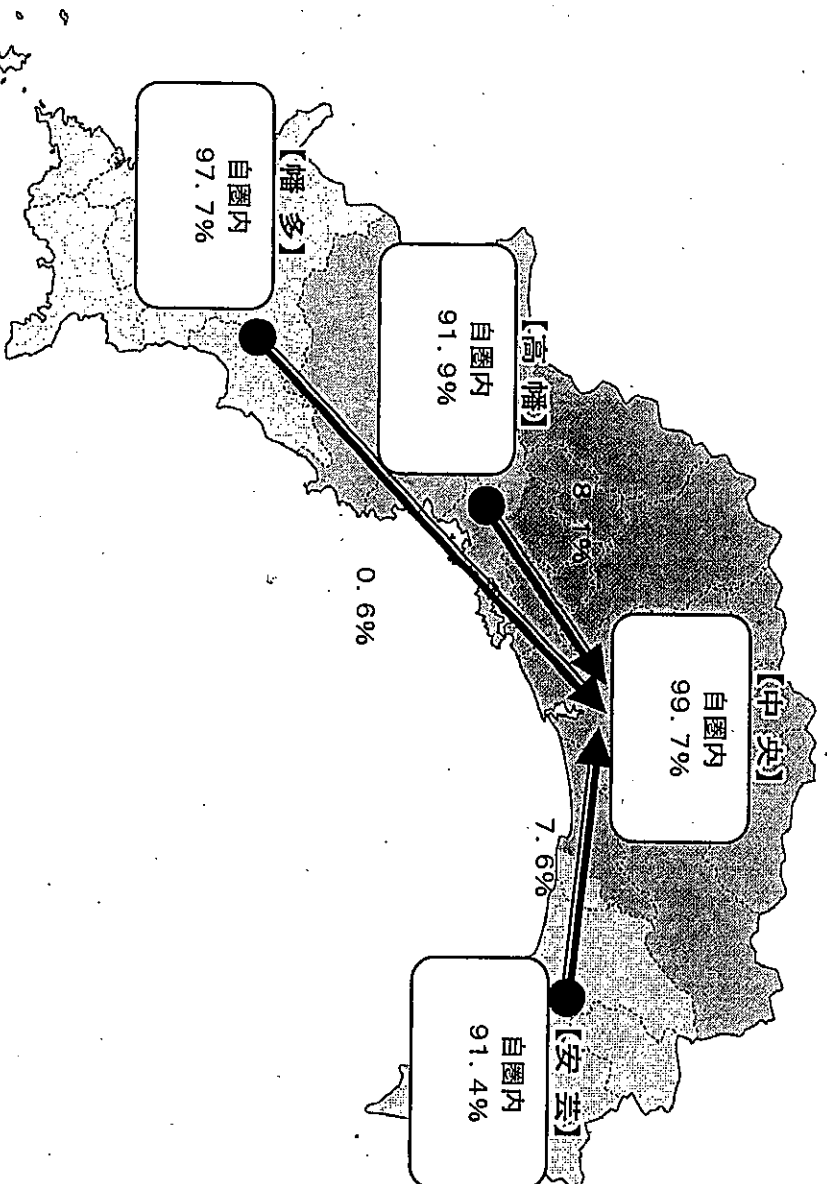 【中 央】
自圏内
99.7%
【高 幡】
自圏内
91.9%
8.1%
【幡 多】
自圏内
97.7%
0.6%
7.6%
【安 芸】
自圏内
91.4%